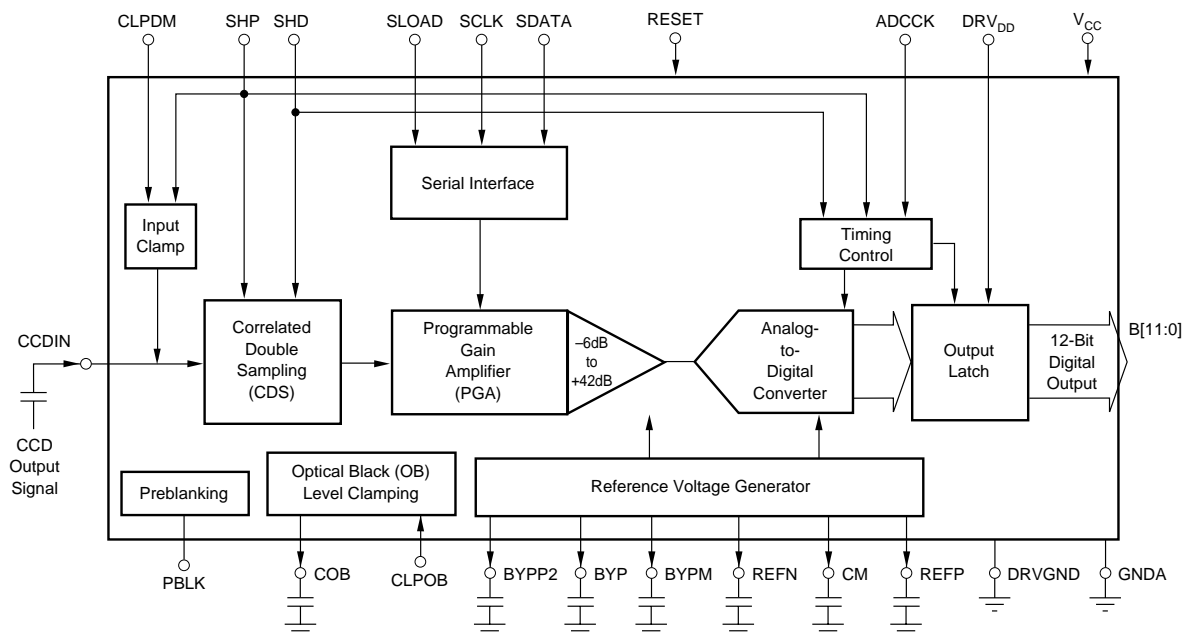 CLPDM
SHP
SHD
SLOAD
SCLK
SDATA
RESET
ADCCK
DRVDD
VCC
Serial Interface
Input
Clamp
Timing
Control
CCDIN
Correlated
Double
Sampling
(CDS)
Programmable
Gain
Amplifier
(PGA)
–6dB
to
+42dB
Analog-
to-
Digital
Converter
Output
Latch
12-Bit
Digital
Output
B[11:0]
CCD
Output
Signal
Preblanking
Optical Black (OB)
Level Clamping
Reference Voltage Generator
PBLK
COB
CLPOB
BYPP2
BYP
BYPM
REFN
CM
REFP
DRVGND
GNDA